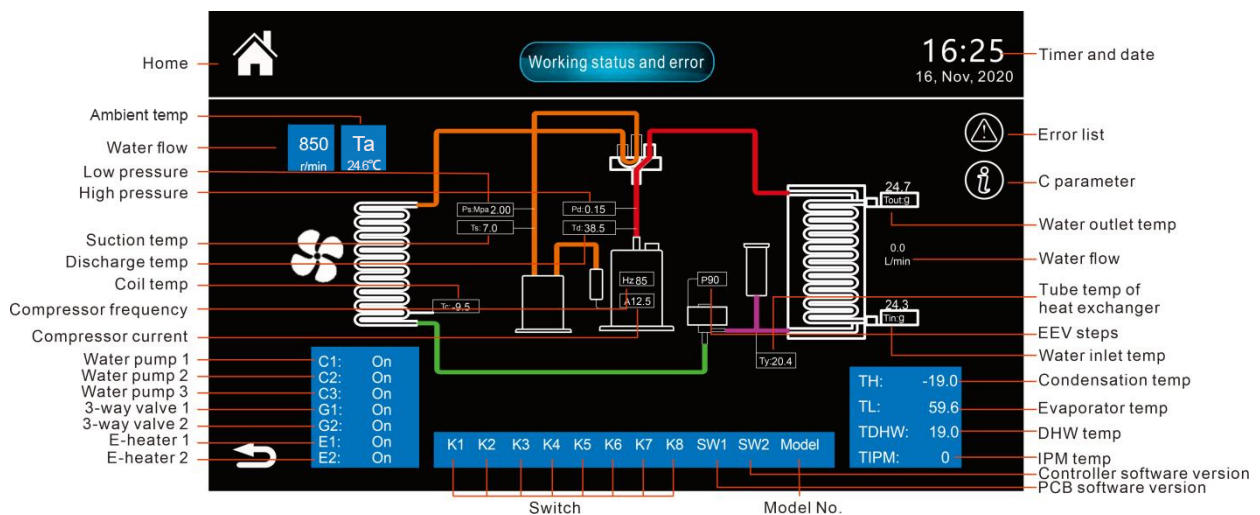 Home
Working status and error
16:25
16, Nov, 2020
Timer and date
Ambient temp
Water flow
850
r/min
Ta
24.6℃
Error list
Low pressure
High pressure
C parameter
Ps:Mpa 2.00
Pd:0.15
24.7
Tout:g
Ts: 7.0
Td:38.5
Water outlet temp
Suction temp
Discharge temp
0.0
L/min
Water flow
Coil temp
Hz 85
P90
Tube temp of
heat exchanger
Tc: -9.5
A12.5
24.3
Tin:g
Compressor frequency
Compressor current
EEV steps
Ty:20.4
Water inlet temp
Water pump 1
C1: On
Water pump 2
C2: On
Water pump 3
C3: On
3-way valve 1
G1: On
3-way valve 2
G2: On
E-heater 1
E1: On
E-heater 2
E2: On
TH: -19.0
Condensation temp
TL: 59.6
Evaporator temp
TDHW: 19.0
DHW temp
TIPM: 0
IPM temp
K1 K2 K3 K4 K5 K6 K7 K8 SW1 SW2 Model
Controller software version
PCB software version
Switch
Model No.